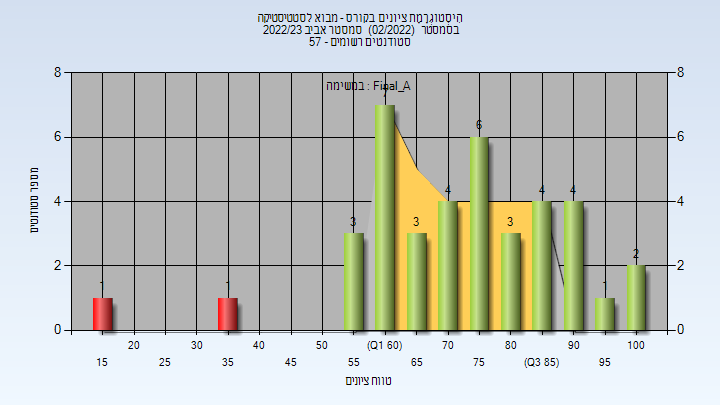 היסטוגרמת ציונים בקורס - מבוא לסטטיסטיקה
בסמסטר (02/2022) סמסטר אביב 2022/23
סטודנטים רשומים - 57
במשימה : Final_A
8 8
6 6
4 4
2 2
0 0
מספר סטודנטים
1 1 3 7 3 4 6 3 4 4 1 2
20 30 40 50 (Q1 60) 70 80 90 100
15 25 35 45 55 65 75 (Q3 85) 95
טווח ציונים